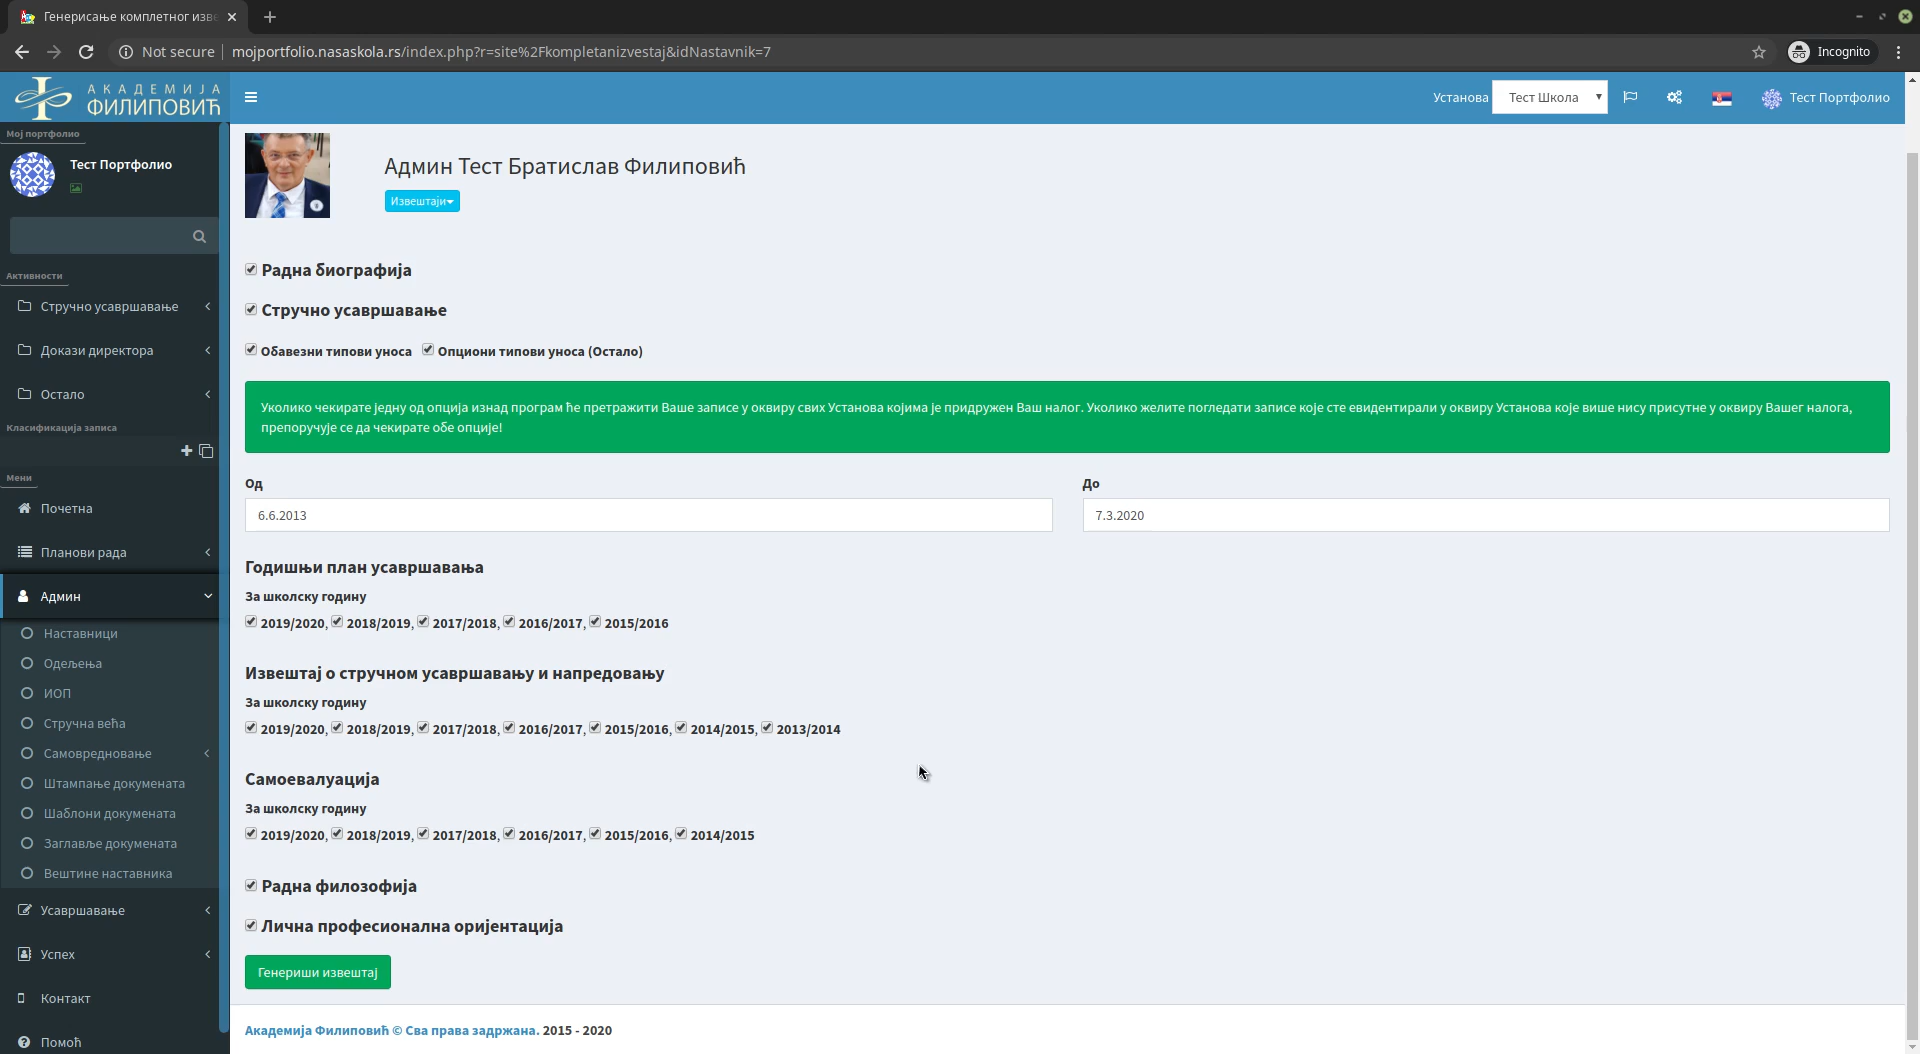 Генерисање комплетног изве
Not secure
mojportfolio.nasaskola.rs/index.php?r=site%2Fkompletanizvestaj&idNastavnik=7
Incognito
АКАДЕМИЈА
ФИЛИПОВИЋ
Установа
Тест Школа
Тест Портфолио
Мој портфолио
Тест Портфолио
Активности
Стручно усавршавање
Докази директора
Остало
Класификација записа
Мени
Почетна
Планови рада
Админ
Наставници
Одељења
ИОП
Стручна већа
Самовредновање
Штампање докумената
Шаблони докумената
Заглавље докумената
Вештине наставника
Усавршавање
Успех
Контакт
Помоћ
Админ Тест Братислав Филиповић
Извештаји
Радна биографија
Стручно усавршавање
Обавезни типови уноса Опциони типови уноса (Остало)
Уколико чекирате једну од опција изнад програм ће претражити Ваше записе у оквиру свих Установа којима је придружен Ваш налог. Уколико желите погледати записе које сте евидентирали у оквиру Установа које више нису присутне у оквиру Вашег налога,
препоручује се да чекирате обе опције!
Од
До
6.6.2013
7.3.2020
Годишњи план усавршавања
За школску годину
2019/2020, 2018/2019, 2017/2018, 2016/2017, 2015/2016
Извештај о стручном усавршавању и напредовању
За школску годину
2019/2020, 2018/2019, 2017/2018, 2016/2017, 2015/2016, 2014/2015, 2013/2014
Самоевалуација
За школску годину
2019/2020, 2018/2019, 2017/2018, 2016/2017, 2015/2016, 2014/2015
Радна филозофија
Лична професионална оријентација
Генериши извештај
Академија Филиповић © Сва права задржана. 2015 - 2020